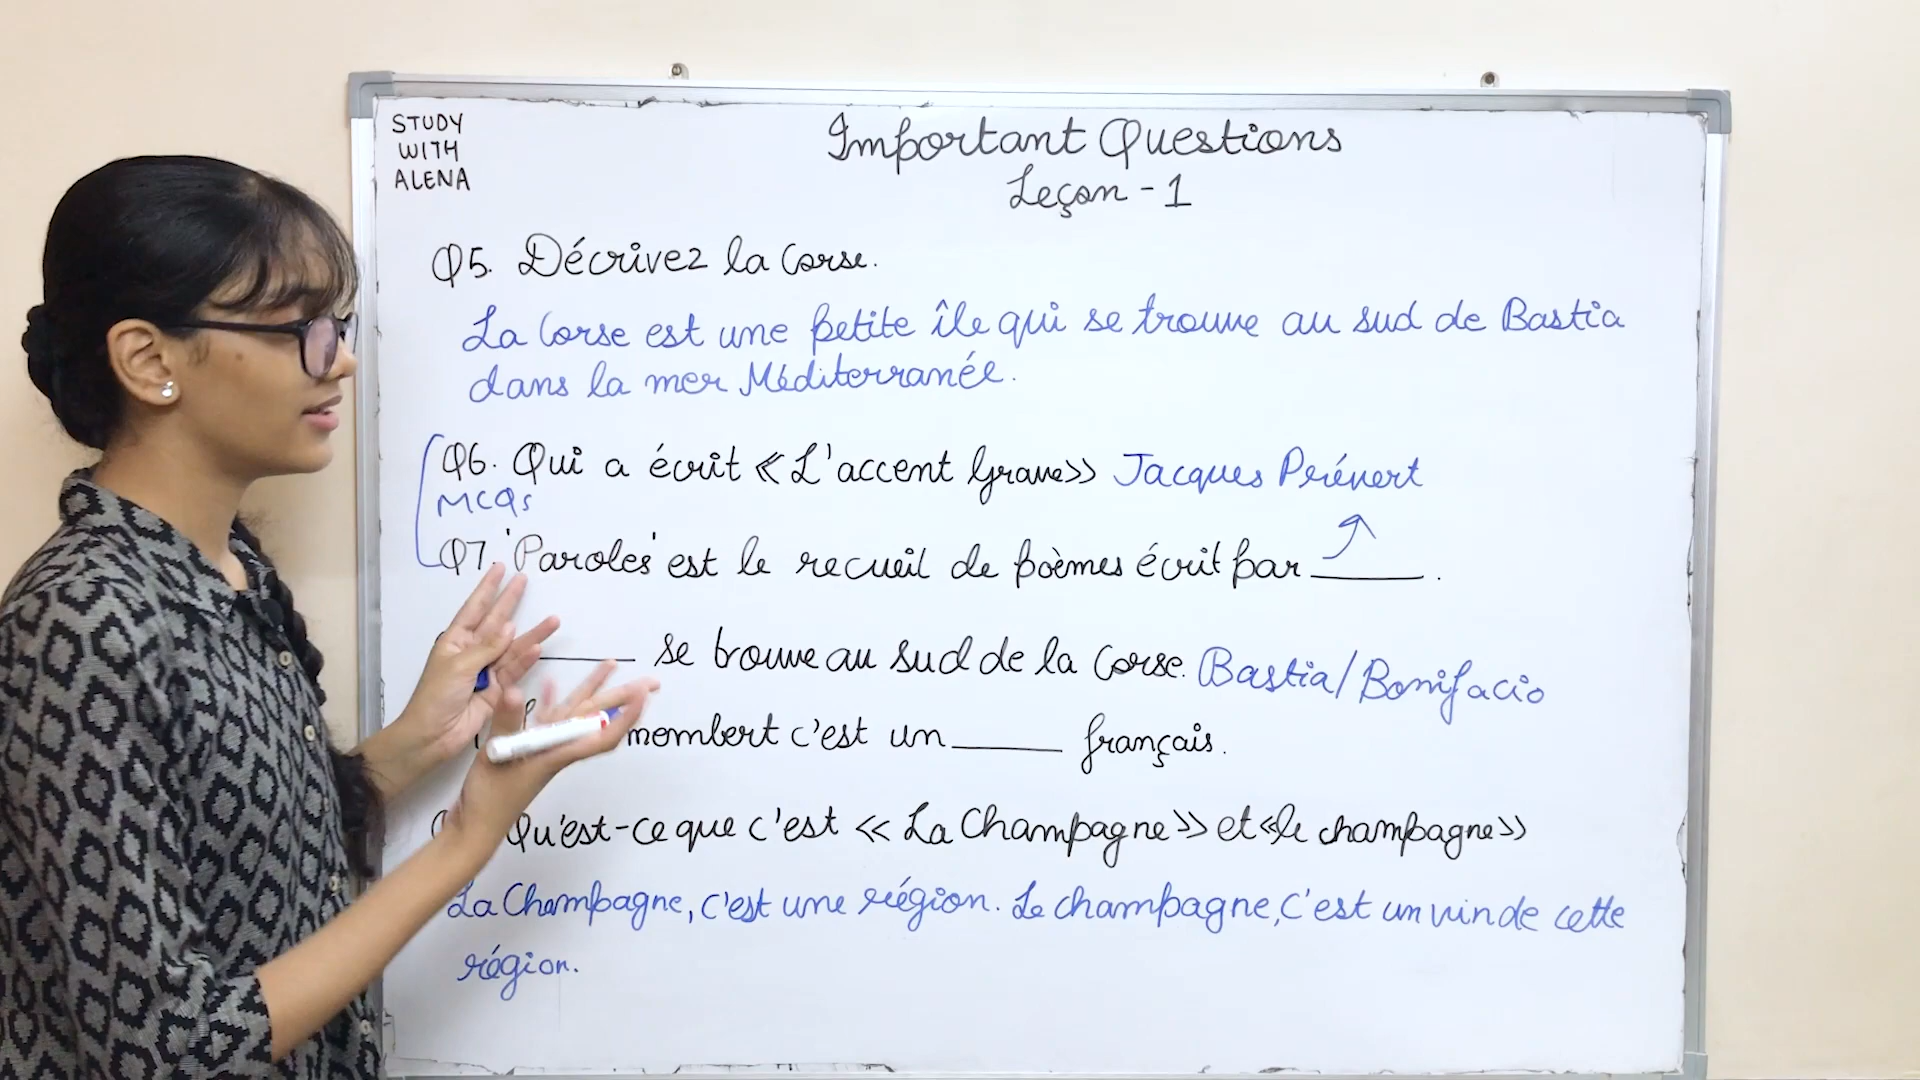 STUDY
WITH
ALENA
Important Questions
Leçon - 1
Q5. Décrivez la Corse.
La Corse est une petite île qui se trouve au sud de Bastia
dans la mer Méditerranée.
Q6. Qui a écrit << L'accent Grave>> Jacques Prévert
MCQs
Q7. 'Paroles' est le recueil de poèmes écrit par ______ .
______ se trouve au sud de la Corse. Bastia/Bonifacio
membert c'est un ______ français.
Qu'est-ce que c'est << La Champagne>> et <<le champagne>>
La Champagne, c'est une région. Le champagne, c'est un vin de cette
région.